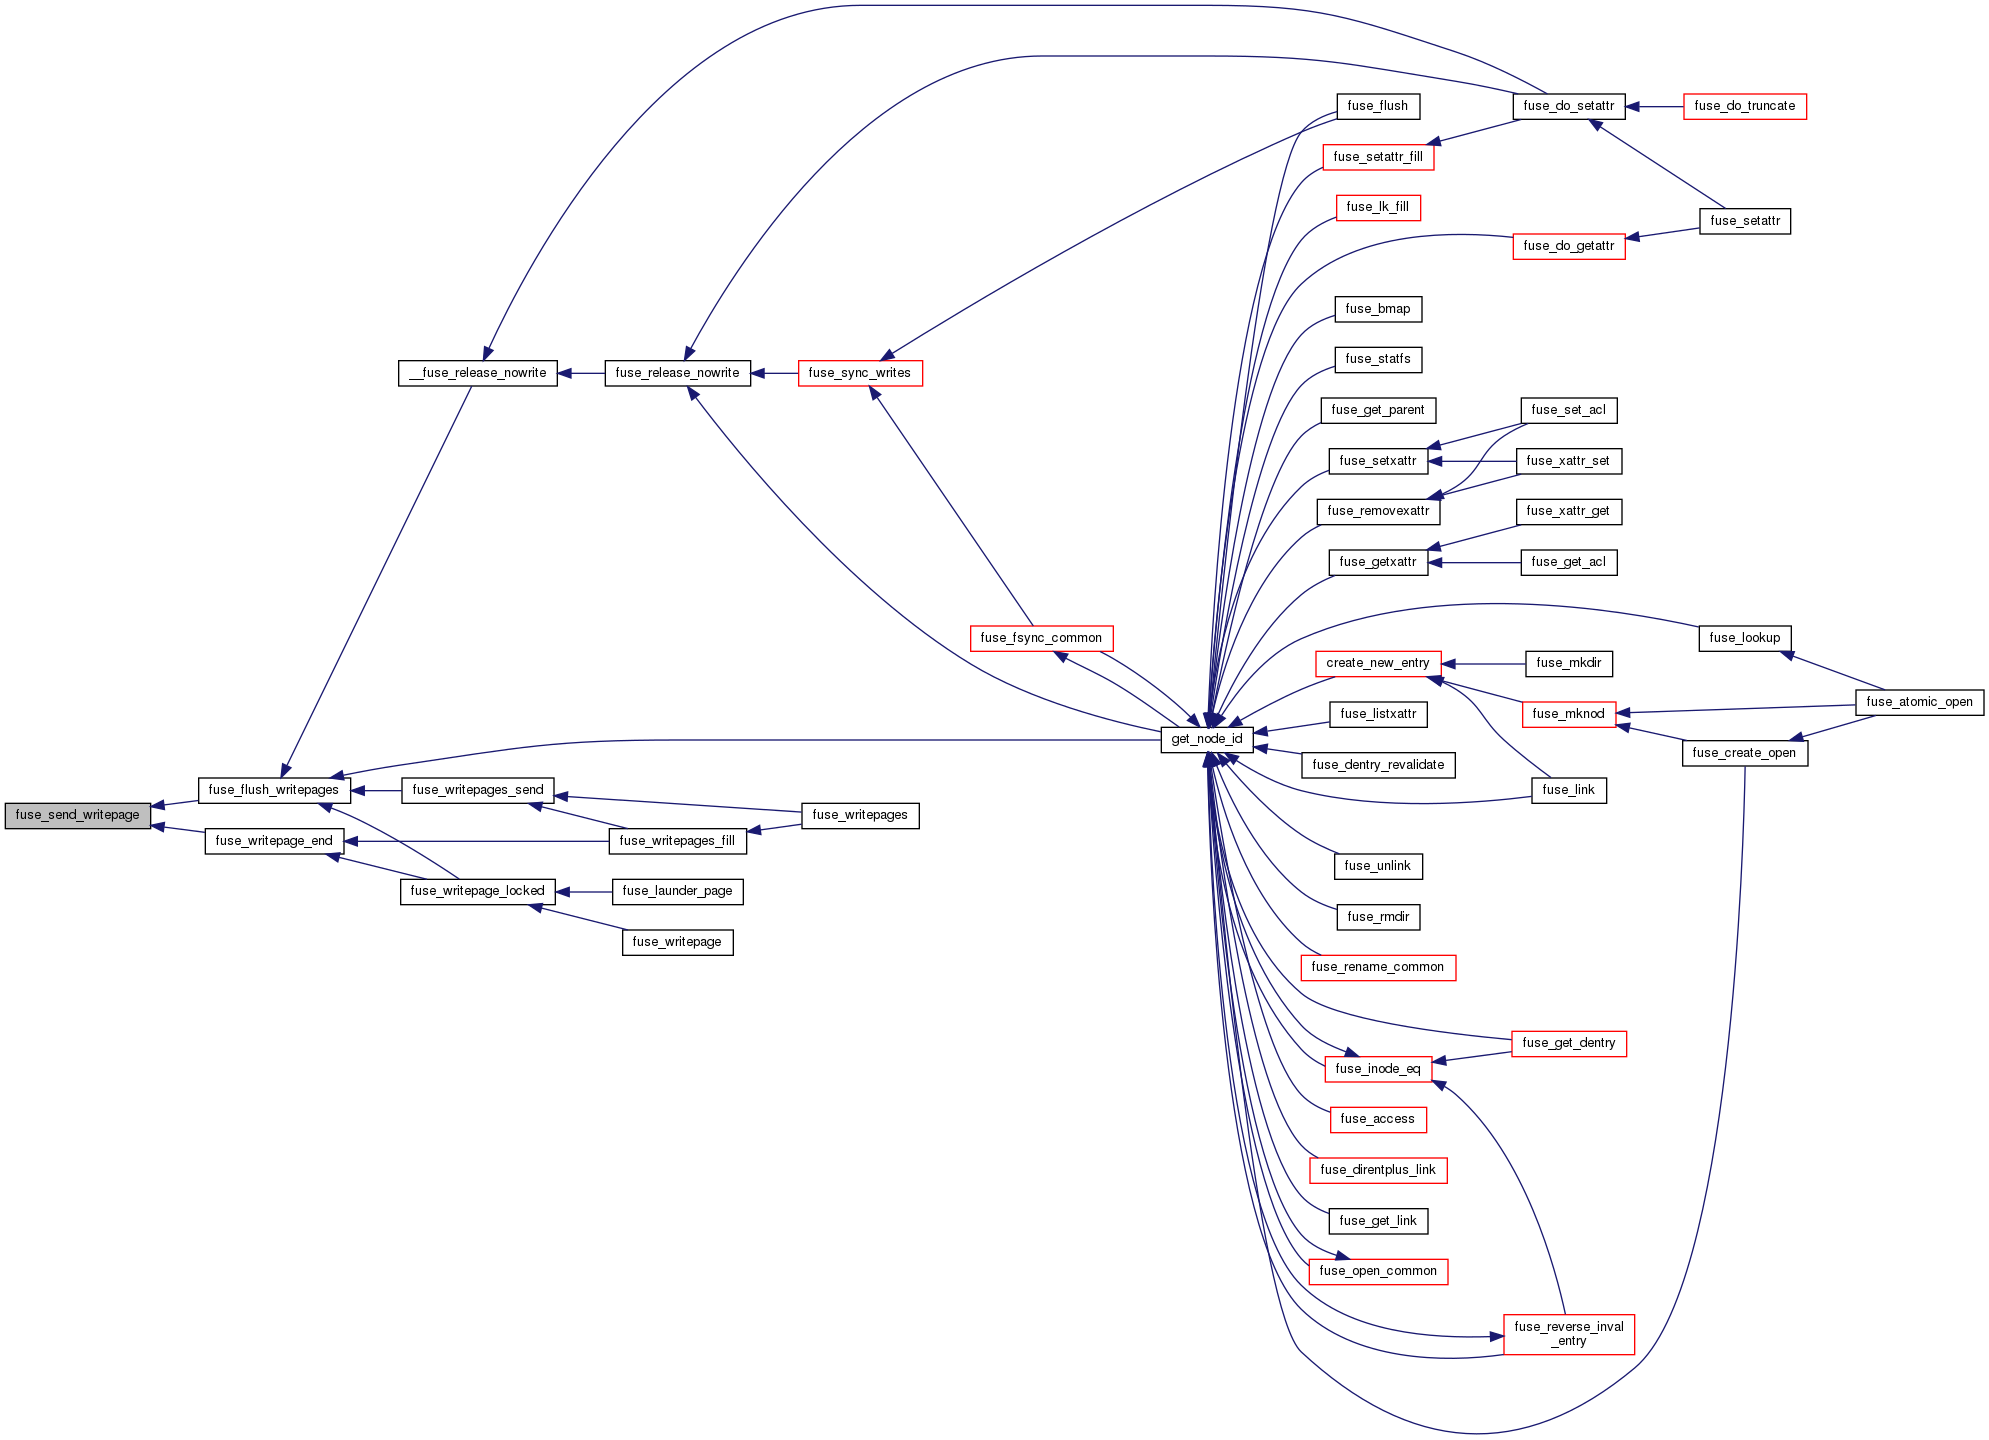 fuse_flush
fuse_do_setattr
fuse_do_truncate
fuse_setattr_fill
fuse_lk_fill
fuse_setattr
fuse_do_getattr
fuse_bmap
fuse_statfs
__fuse_release_nowrite
fuse_release_nowrite
fuse_sync_writes
fuse_get_parent
fuse_set_acl
fuse_setxattr
fuse_xattr_set
fuse_removexattr
fuse_xattr_get
fuse_getxattr
fuse_get_acl
fuse_fsync_common
fuse_lookup
create_new_entry
fuse_mkdir
fuse_atomic_open
fuse_listxattr
fuse_mknod
get_node_id
fuse_create_open
fuse_dentry_revalidate
fuse_flush_writepages
fuse_writepages_send
fuse_link
fuse_send_writepage
fuse_writepages
fuse_writepage_end
fuse_writepages_fill
fuse_unlink
fuse_writepage_locked
fuse_launder_page
fuse_rmdir
fuse_writepage
fuse_rename_common
fuse_get_dentry
fuse_inode_eq
fuse_access
fuse_direntplus_link
fuse_get_link
fuse_open_common
fuse_reverse_inval
_entry